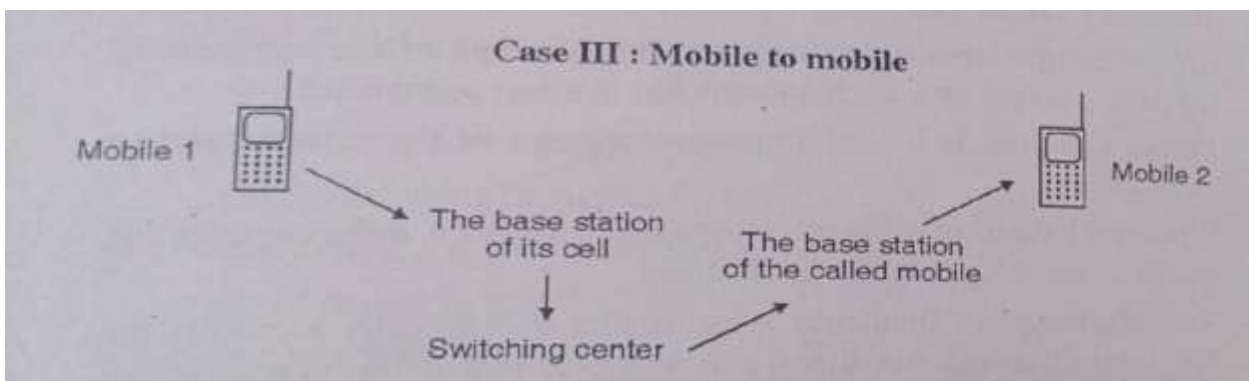 Case III : Mobile to mobile
Mobile 1
Mobile 2
The base station
of its cell
The base station
of the called mobile
Switching center